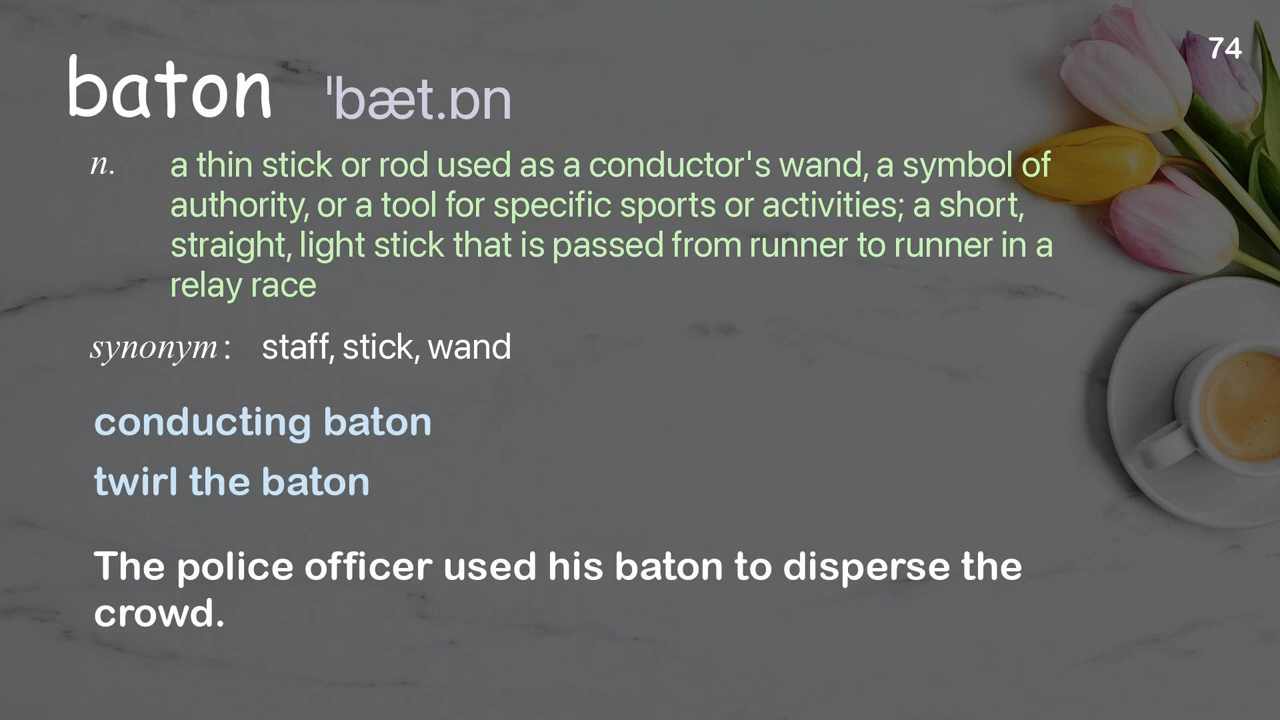 74
baton ˈbæt.ɒn
n. a thin stick or rod used as a conductor's wand, a symbol of
authority, or a tool for specific sports or activities; a short,
straight, light stick that is passed from runner to runner in a
relay race
synonym: staff, stick, wand
conducting baton
twirl the baton
The police officer used his baton to disperse the
crowd.